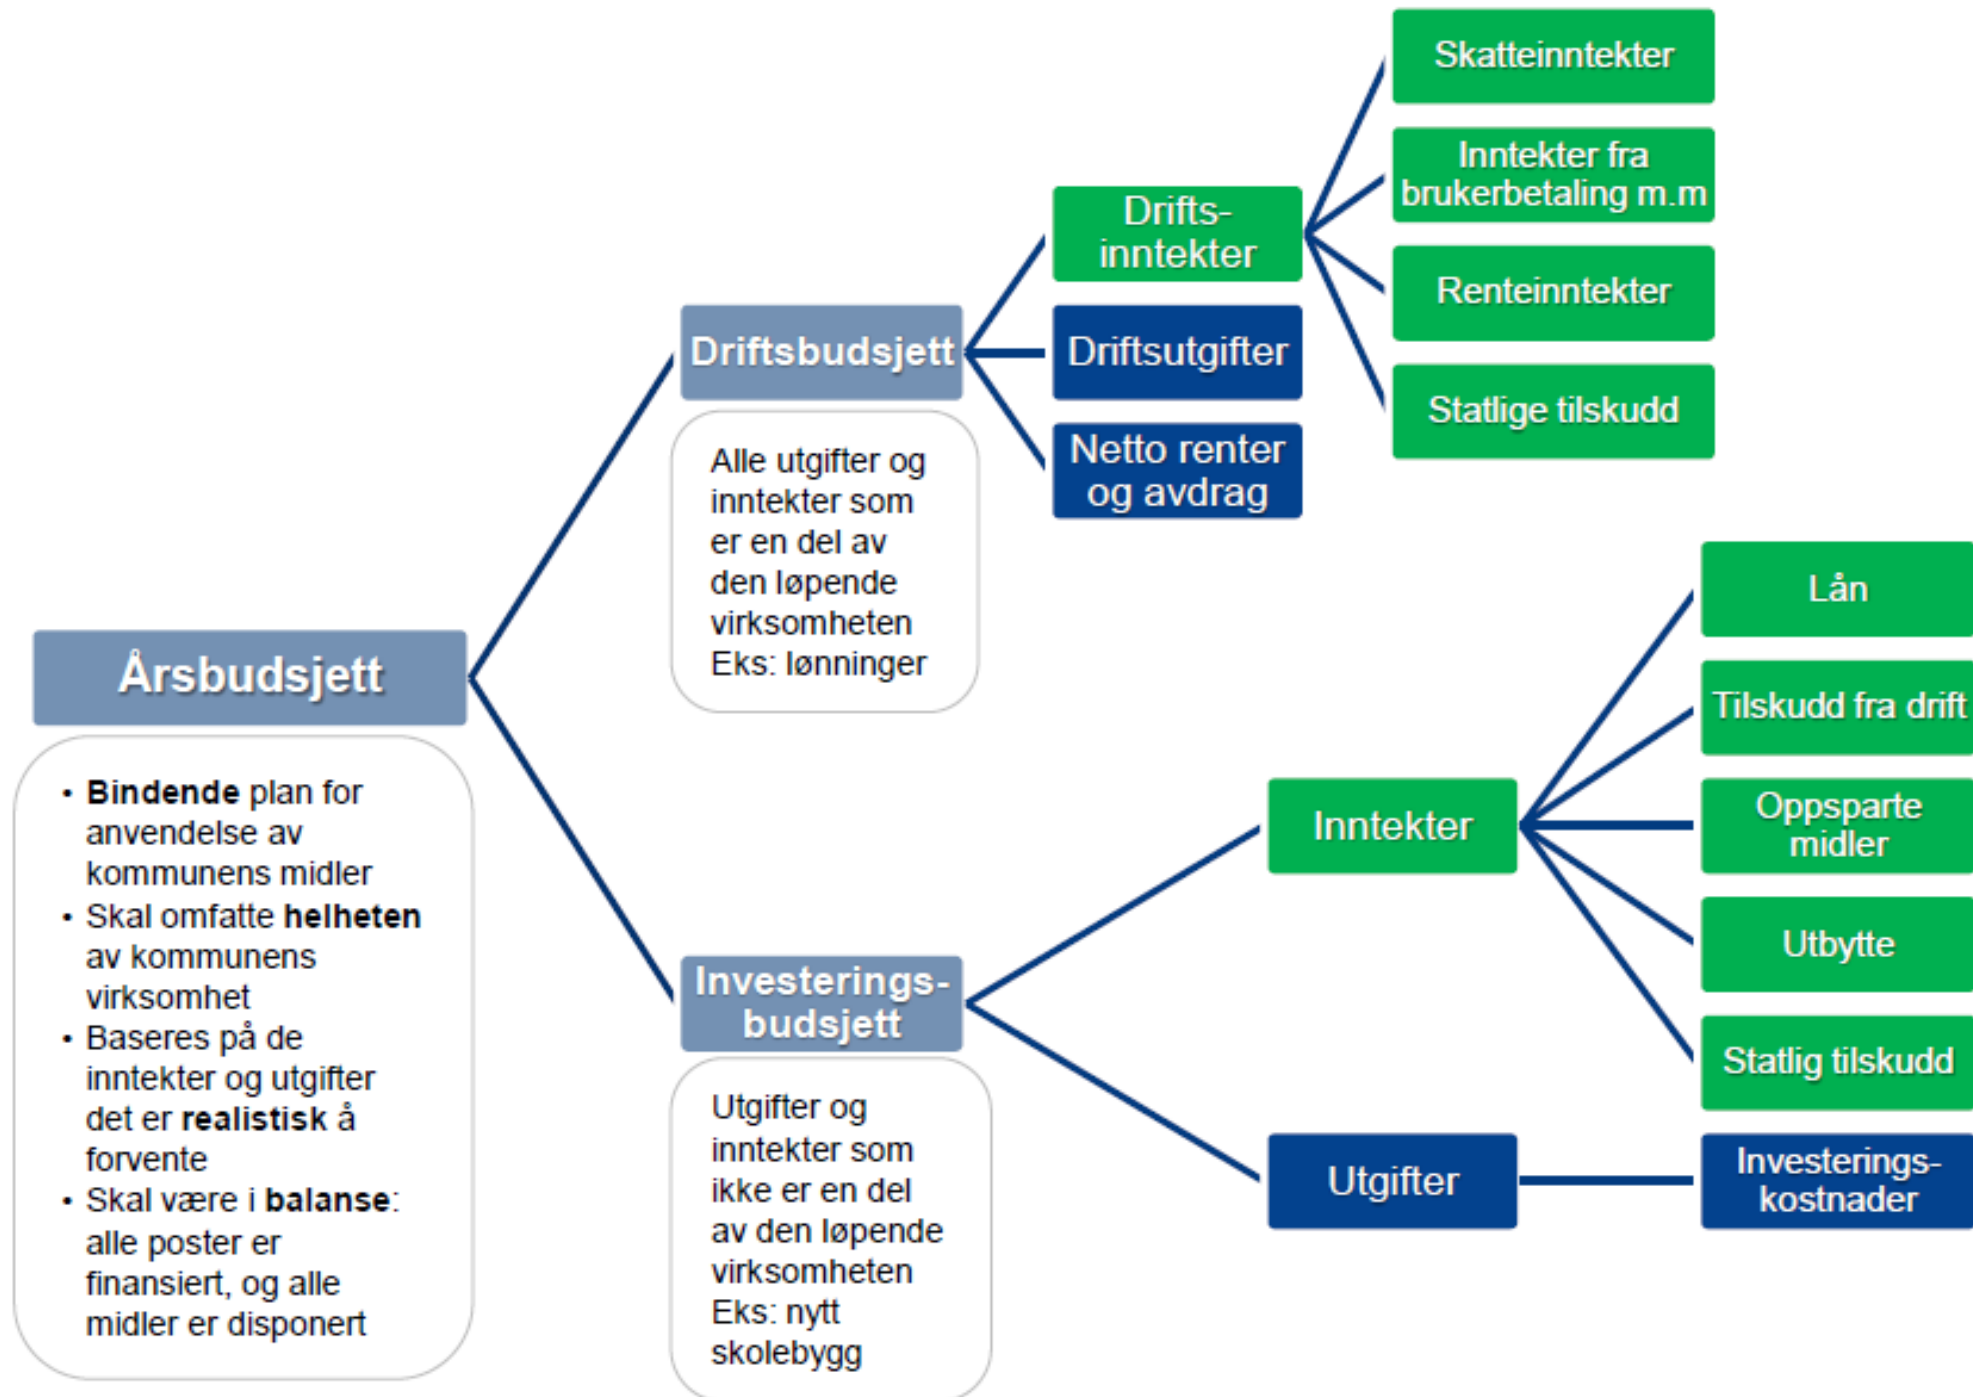 Årsbudsjett
• Bindende plan for
anvendelse av
kommunens midler
• Skal omfatte helheten
av kommunens
virksomhet
• Baseres på de
inntekter og utgifter
det er realistisk å
forvente
• Skal være i balanse:
alle poster er
finansiert, og alle
midler er disponert
Driftsbudsjett
Alle utgifter og
inntekter som
er en del av
den løpende
virksomheten
Eks: lønninger
Drifts-
inntekter
Driftsutgifter
Netto renter
og avdrag
Skatteinntekter
Inntekter fra
brukerbetaling m.m
Renteinntekter
Statlige tilskudd
Investerings-
budsjett
Utgifter og
inntekter som
ikke er en del
av den løpende
virksomheten
Eks: nytt
skolebygg
Inntekter
Lån
Tilskudd fra drift
Oppsparte
midler
Utbytte
Statlig tilskudd
Utgifter
Investerings-
kostnader